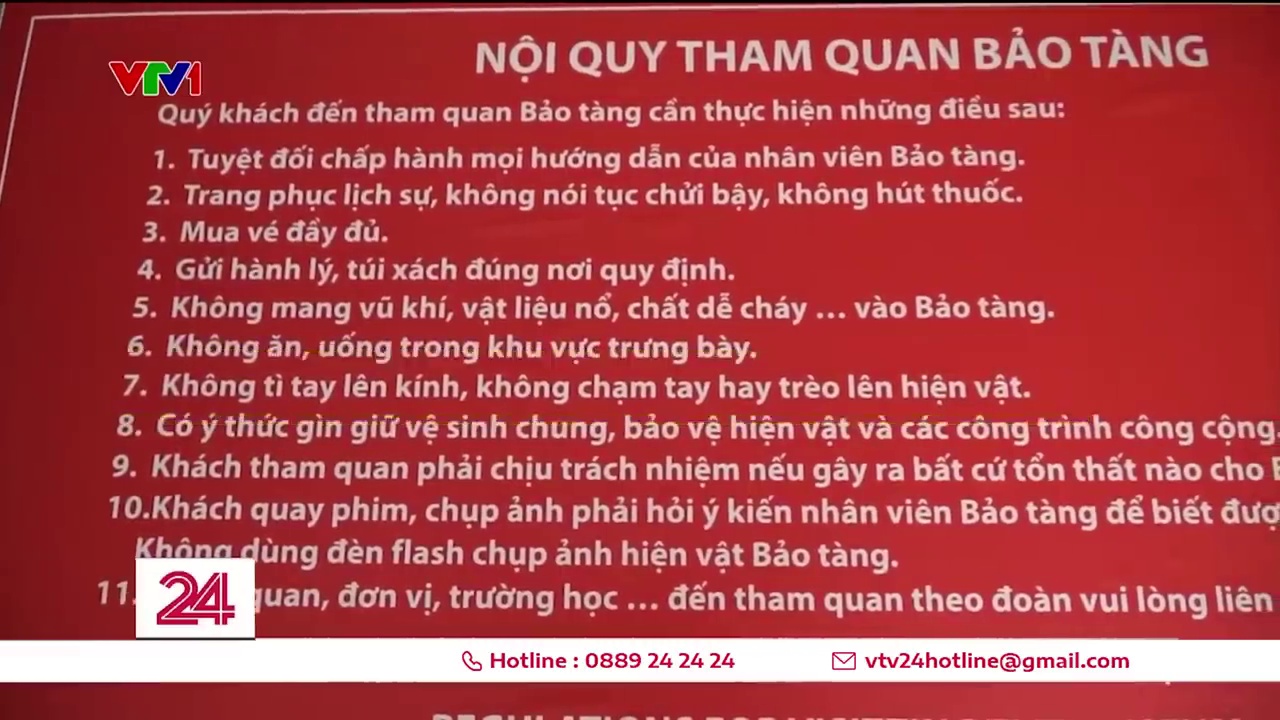 VTV1
NỘI QUY THAM QUAN BẢO TÀNG
Quý khách đến tham quan Bảo tàng cần thực hiện những điều sau:
1. Tuyệt đối chấp hành mọi hướng dẫn của nhân viên Bảo tàng.
2. Trang phục lịch sự, không nói tục chửi bậy, không hút thuốc.
3. Mua vé đầy đủ.
4. Gửi hành lý, túi xách đúng nơi quy định.
5. Không mang vũ khí, vật liệu nổ, chất dễ cháy ... vào Bảo tàng.
6. Không ăn, uống trong khu vực trưng bày.
7. Không tì tay lên kính, không chạm tay hay trèo lên hiện vật.
8. Có ý thức gìn giữ vệ sinh chung, bảo vệ hiện vật và các công trình công cộng.
9. Khách tham quan phải chịu trách nhiệm nếu gây ra bất cứ tổn thất nào cho
10.Khách quay phim, chụp ảnh phải hỏi ý kiến nhân viên Bảo tàng để biết
Không dùng đèn flash chụp ảnh hiện vật Bảo tàng.
11. quan, đơn vị, trường học ... đến tham quan theo đoàn vui lòng liên
24
Hotline : 0889 24 24 24
vtv24hotline@gmail.com